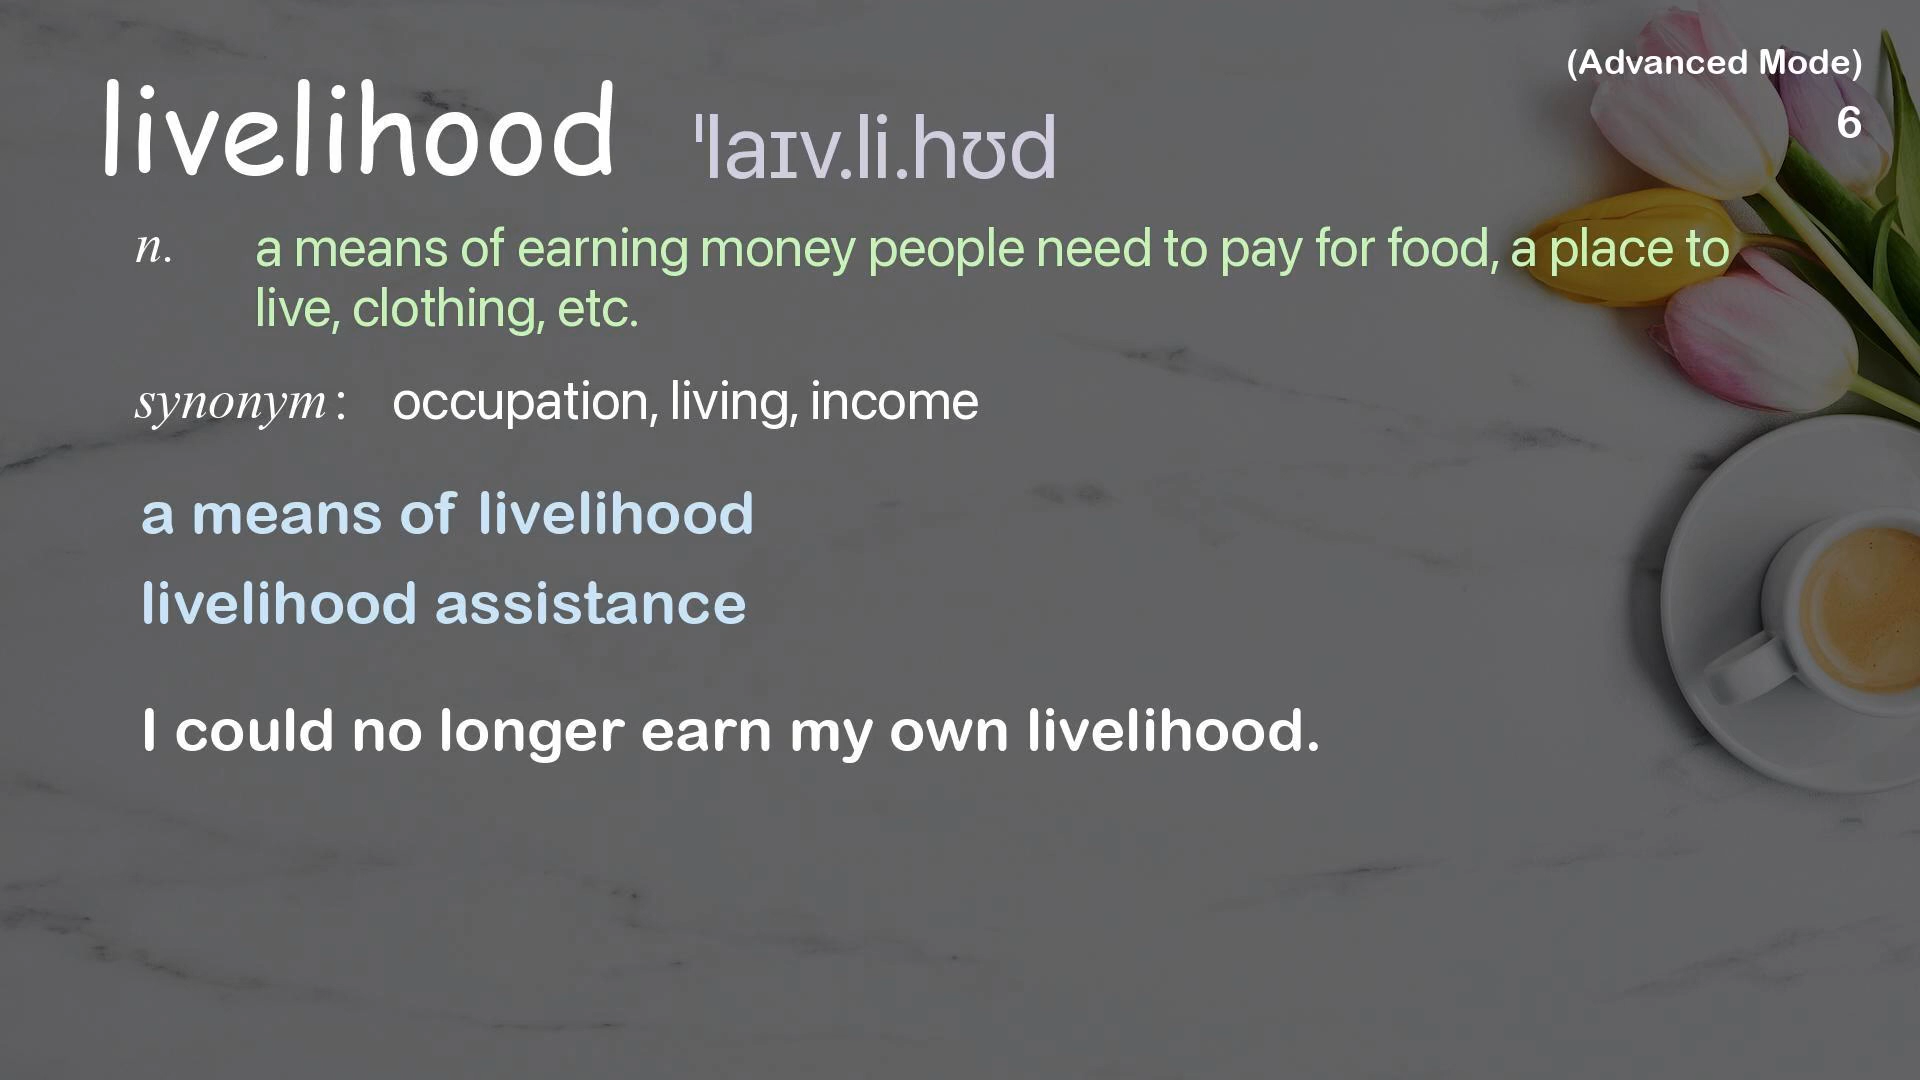 (Advanced Mode)
6
livelihood ˈlaɪv.li.hʊd
n. a means of earning money people need to pay for food, a place to
live, clothing, etc.
synonym: occupation, living, income
a means of livelihood
livelihood assistance
I could no longer earn my own livelihood.